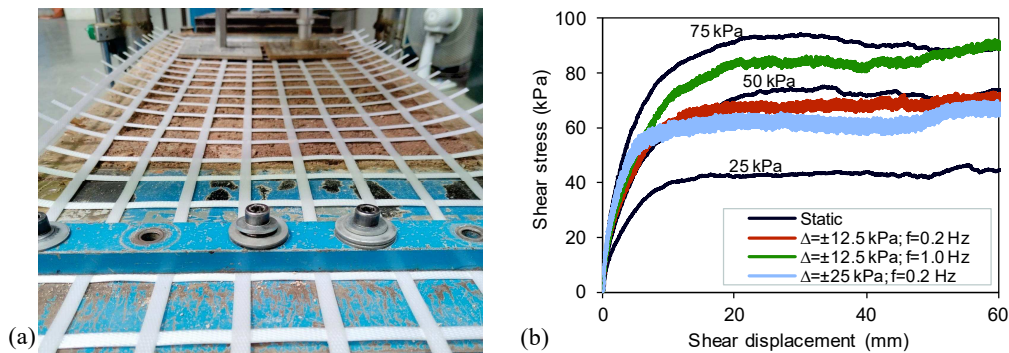 (a)
(b)
Shear stress (kPa)
100
80
60
40
20
0
75 kPa
50 kPa
25 kPa
Static
Δ=±12.5 kPa; f=0.2 Hz
Δ=±12.5 kPa; f=1.0 Hz
Δ=±25 kPa; f=0.2 Hz
0 20 40 60
Shear displacement (mm)